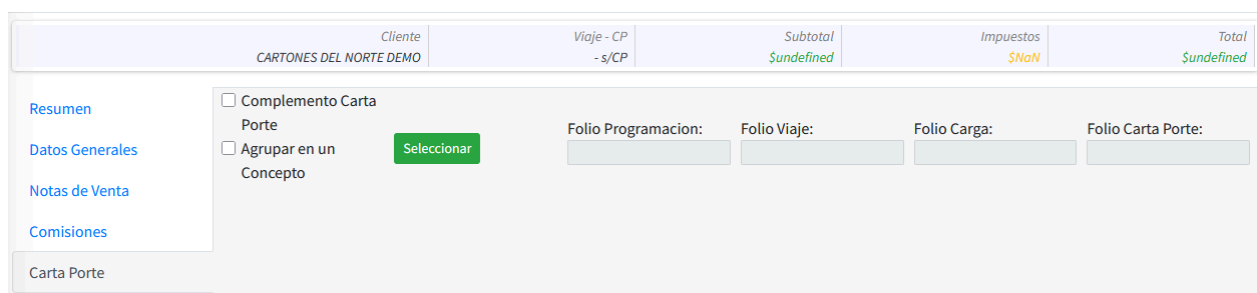 Cliente
CARTONES DEL NORTE DEMO
Viaje - CP
- s/CP
Subtotal
$undefined
Impuestos
$NaN
Total
$undefined
Resumen
Datos Generales
Notas de Venta
Comisiones
Carta Porte
Complemento Carta
Porte
Agrupar en un
Concepto
Seleccionar
Folio Programacion:
Folio Viaje:
Folio Carga:
Folio Carta Porte: